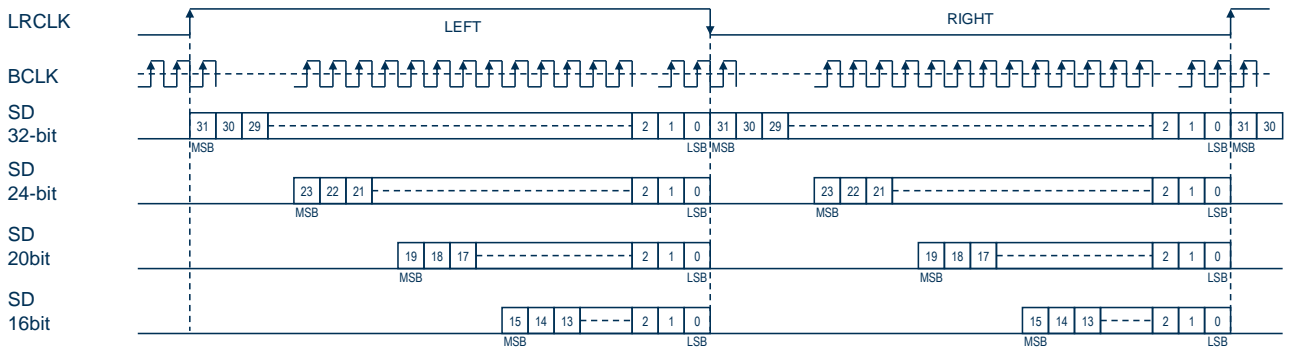 LRCLK
LEFT
RIGHT
BCLK
SD
32-bit
31 30 29 2 1 0 31 30 29 2 1 0 31 30
MSB LSB MSB LSB MSB
SD
24-bit
23 22 21 2 1 0 23 22 21 2 1 0
MSB LSB MSB LSB
SD
20bit
19 18 17 2 1 0 19 18 17 2 1 0
MSB LSB MSB LSB
SD
16bit
15 14 13 2 1 0 15 14 13 2 1 0
MSB LSB MSB LSB